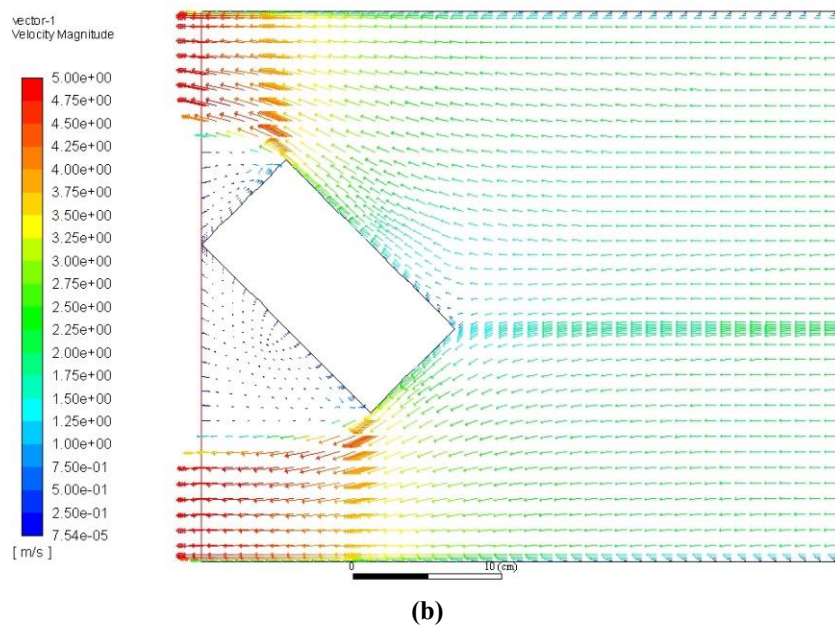 vector-1
Velocity Magnitude
5.00e+00
4.75e+00
4.50e+00
4.25e+00
4.00e+00
3.75e+00
3.50e+00
3.25e+00
3.00e+00
2.75e+00
2.50e+00
2.25e+00
2.00e+00
1.75e+00
1.50e+00
1.25e+00
1.00e+00
7.50e-01
5.00e-01
2.50e-01
7.54e-05
[ m/s ]
0 10 (cm)
(b)